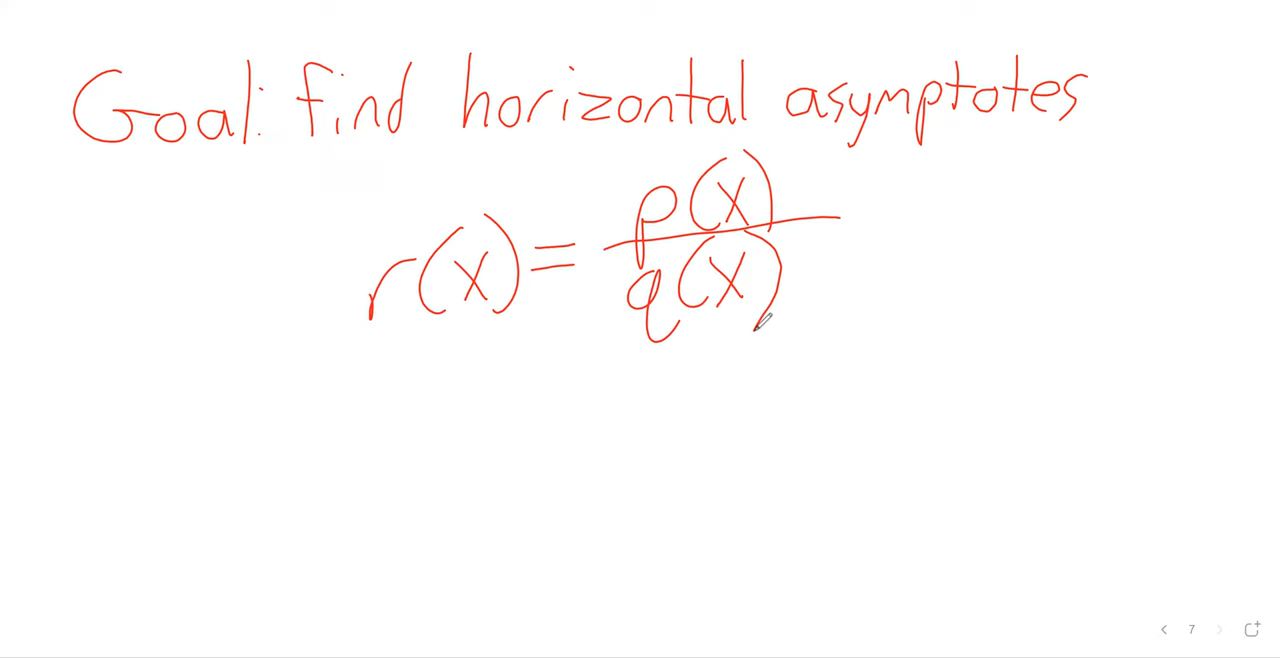 Goal: find horizontal asymptotes
r(x) = p(x)/q(x)
7